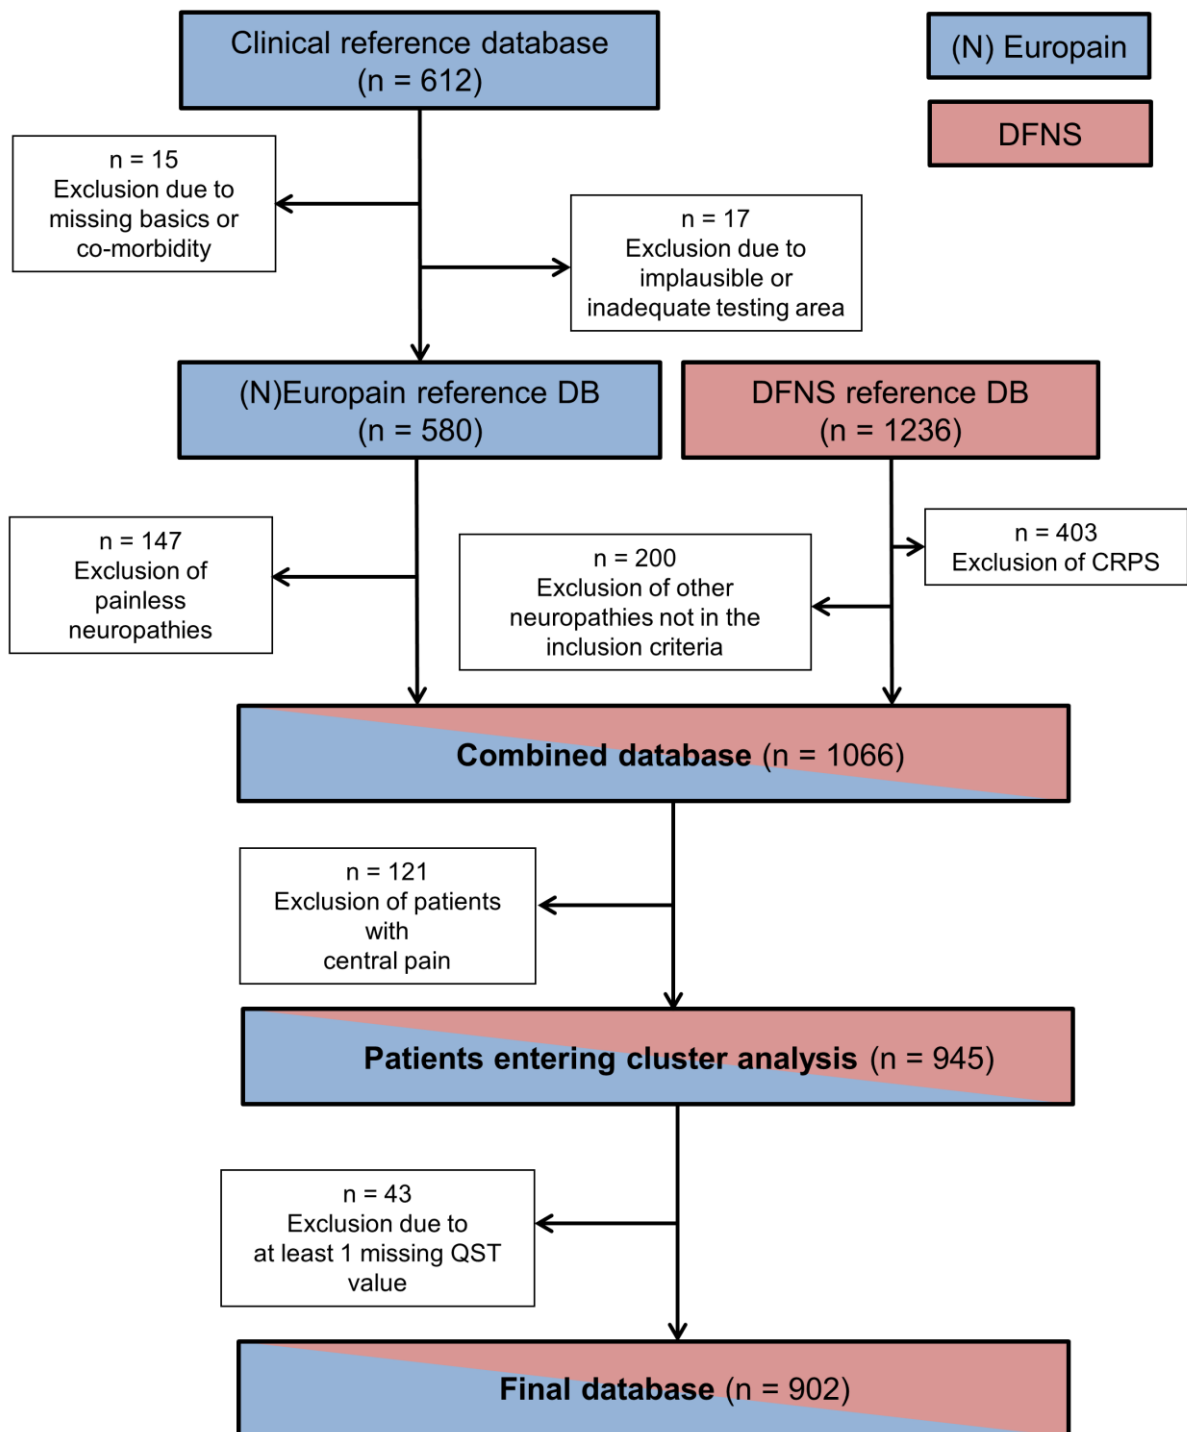 Clinical reference database
(n = 612)
(N) Europain
DFNS
n = 15
Exclusion due to
missing basics or
co-morbidity
n = 17
Exclusion due to
implausible or
inadequate testing area
(N)Europain reference DB
(n = 580)
DFNS reference DB
(n = 1236)
n = 147
Exclusion of
painless
neuropathies
n = 200
Exclusion of other
neuropathies not in the
inclusion criteria
n = 403
Exclusion of CRPS
Combined database (n = 1066)
n = 121
Exclusion of patients
with
central pain
Patients entering cluster analysis (n = 945)
n = 43
Exclusion due to
at least 1 missing QST
value
Final database (n = 902)